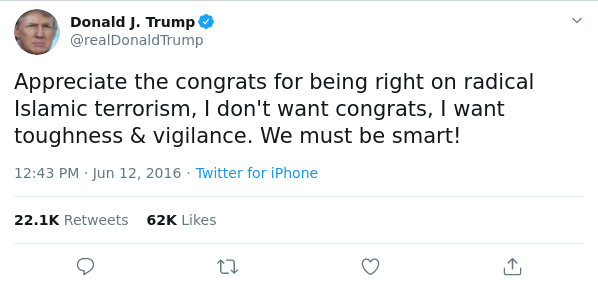 Donald J. Trump
@realDonaldTrump
Appreciate the congrats for being right on radical
Islamic terrorism, I don't want congrats, I want
toughness & vigilance. We must be smart!
12:43 PM · Jun 12, 2016 · Twitter for iPhone
22.1K Retweets 62K Likes